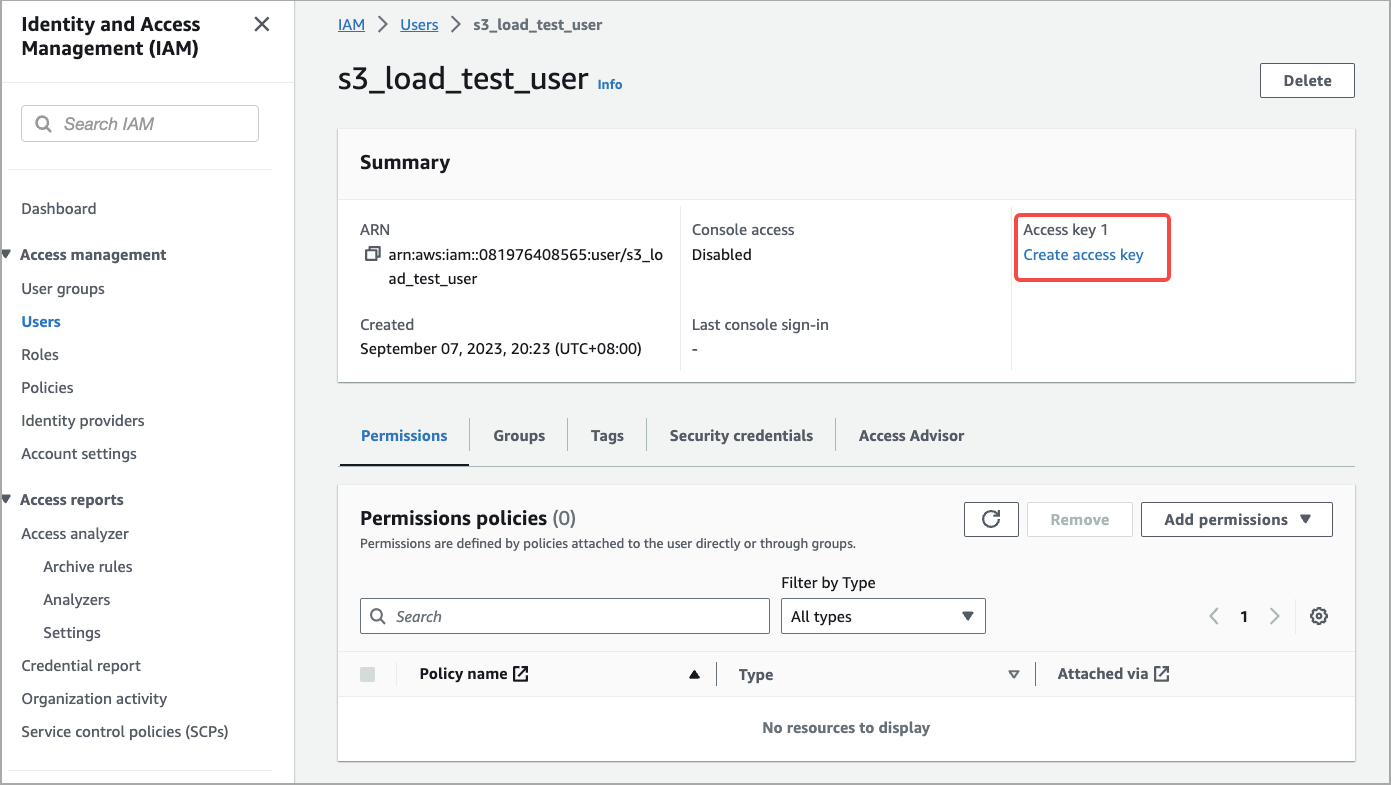 Identity and Access
Management (IAM)
Search IAM
Dashboard
Access management
User groups
Users
Roles
Policies
Identity providers
Account settings
Access reports
Access analyzer
Archive rules
Analyzers
Settings
Credential report
Organization activity
Service control policies (SCPs)
IAM > Users > s3_load_test_user
s3_load_test_user Info
Delete
Summary
ARN
arn:aws:iam::081976408565:user/s3_lo
ad_test_user
Created
September 07, 2023, 20:23 (UTC+08:00)
Console access
Disabled
Last console sign-in
-
Access key 1
Create access key
Permissions Groups Tags Security credentials Access Advisor
Permissions policies (0)
Permissions are defined by policies attached to the user directly or through groups.
Remove
Add permissions
Filter by Type
Search
All types
1
Policy name Type Attached via
No resources to display